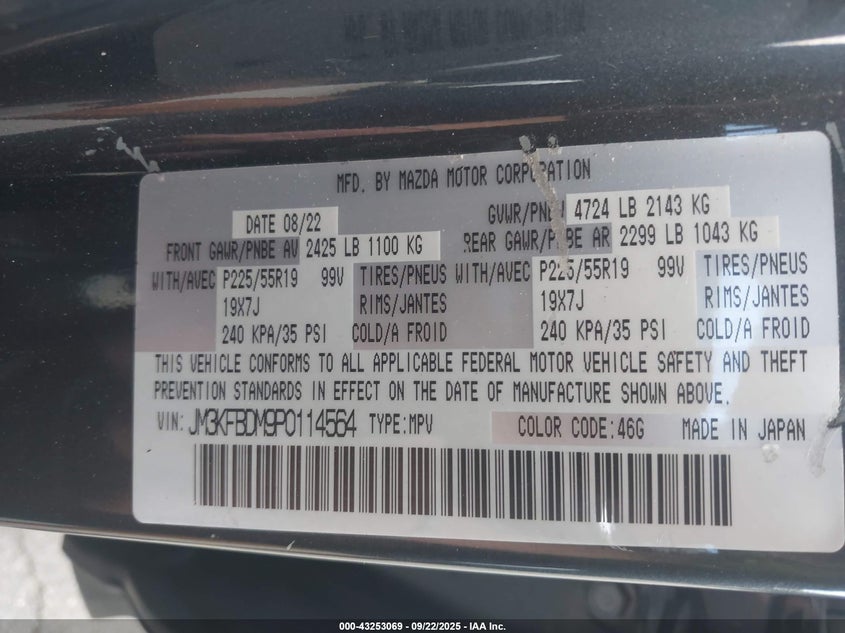 MFD. BY MAZDA MOTOR CORPORATION
DATE 08/22 GVWR/PNBV 4724 LB 2143 KG
FRONT GAWR/PNBE AV 2425 LB 1100 KG REAR GAWR/PNBE AR 2299 LB 1043 KG
WITH/AVEC P225/55R19 99V TIRES/PNEUS WITH/AVEC P225/55R19 99V TIRES/PNEUS
19X7J RIMS/JANTES 19X7J RIMS/JANTES
240 KPA/35 PSI COLD/A FROID 240 KPA/35 PSI COLD/A FROID
THIS VEHICLE CONFORMS TO ALL APPLICABLE FEDERAL MOTOR VEHICLE SAFETY AND THEFT
PREVENTION STANDARDS IN EFFECT ON THE DATE OF MANUFACTURE SHOWN ABOVE.
VIN: JM3KFBDM9P0114564 TYPE:MPV COLOR CODE:46G MADE IN JAPAN
000-43253069 - 09/22/2025 - IAA Inc.